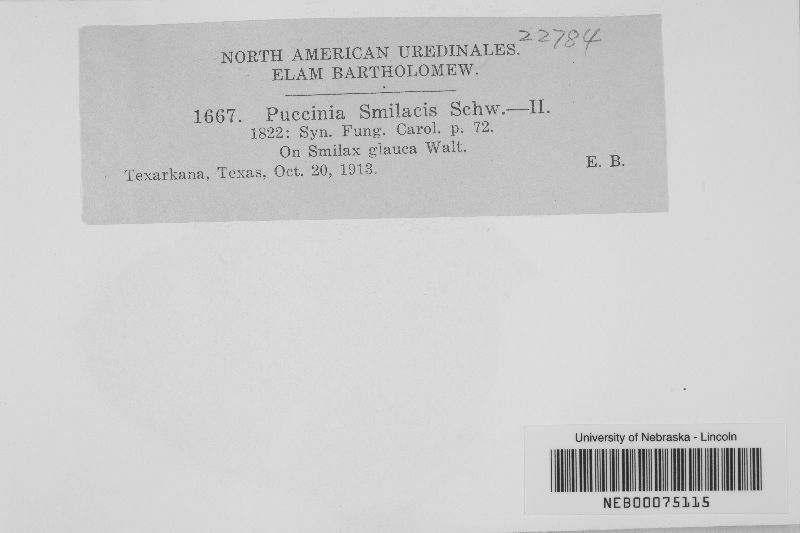 22784
NORTH AMERICAN UREDINALES.
ELAM BARTHOLOMEW.
1667. Puccinia Smilacis Schw.—II.
1822: Syn. Fung. Carol. p. 72.
On Smilax glauca Walt.
Texarkana, Texas, Oct. 20, 1913. E. B.
University of Nebraska - Lincoln
NEB00075115